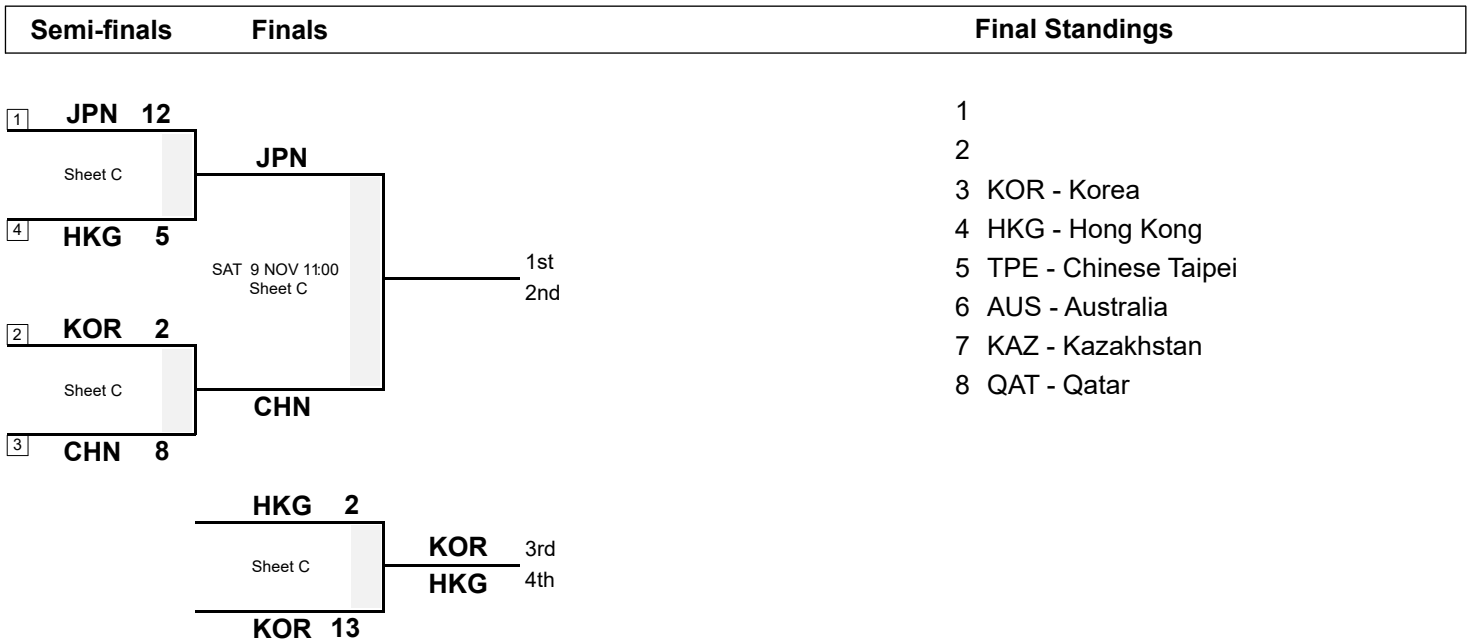 Semi-finals Finals Final Standings
1 JPN 12
Sheet C
4 HKG 5
JPN
SAT 9 NOV 11:00
Sheet C
1st
2nd
2 KOR 2
Sheet C
3 CHN 8
CHN
HKG 2
Sheet C
KOR 13
KOR 3rd
HKG 4th
1
2
3 KOR - Korea
4 HKG - Hong Kong
5 TPE - Chinese Taipei
6 AUS - Australia
7 KAZ - Kazakhstan
8 QAT - Qatar